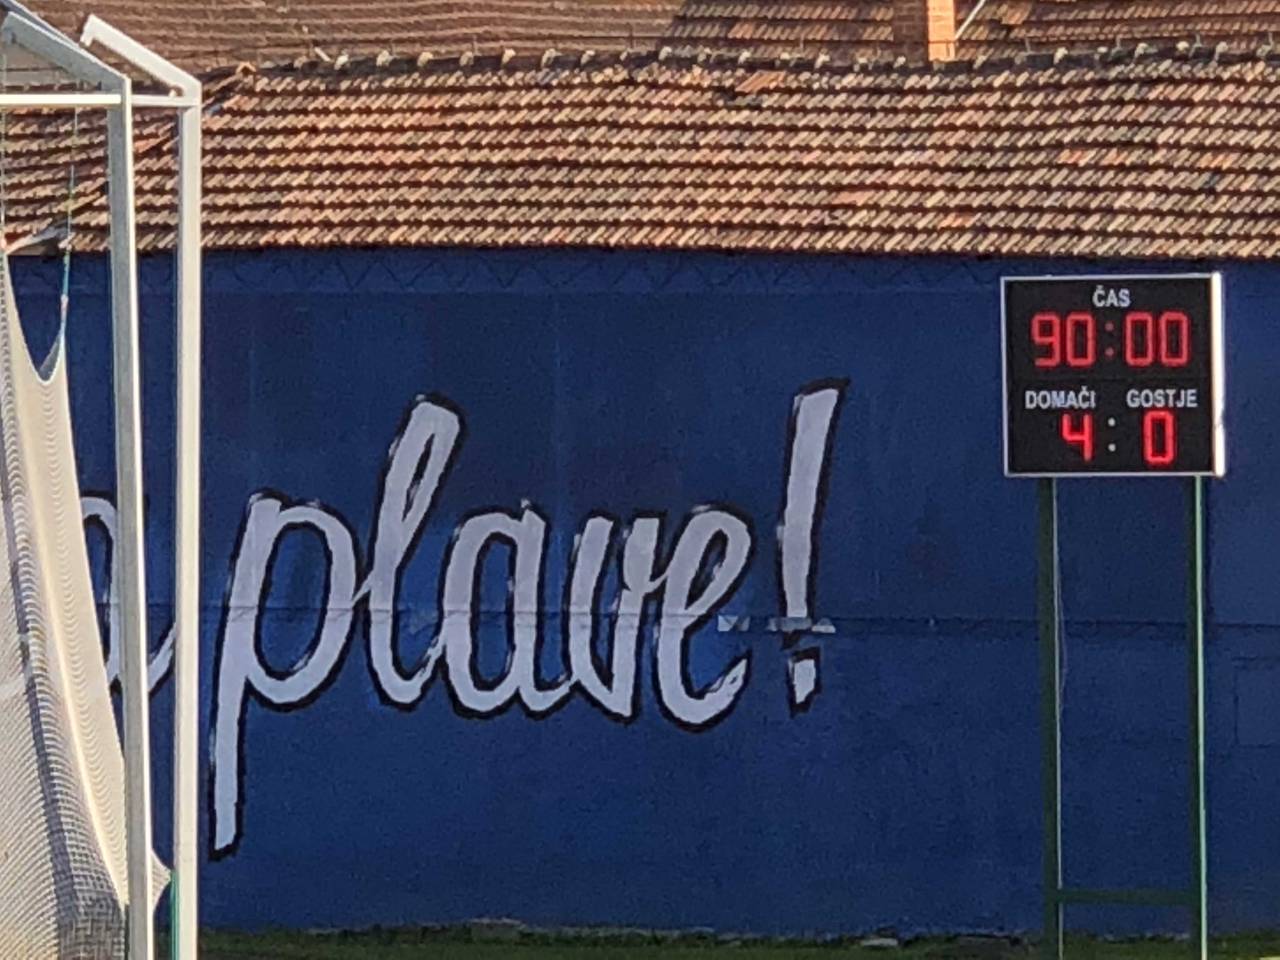 a plave!
ČAS
90:00
DOMAČI GOSTJE
4:0